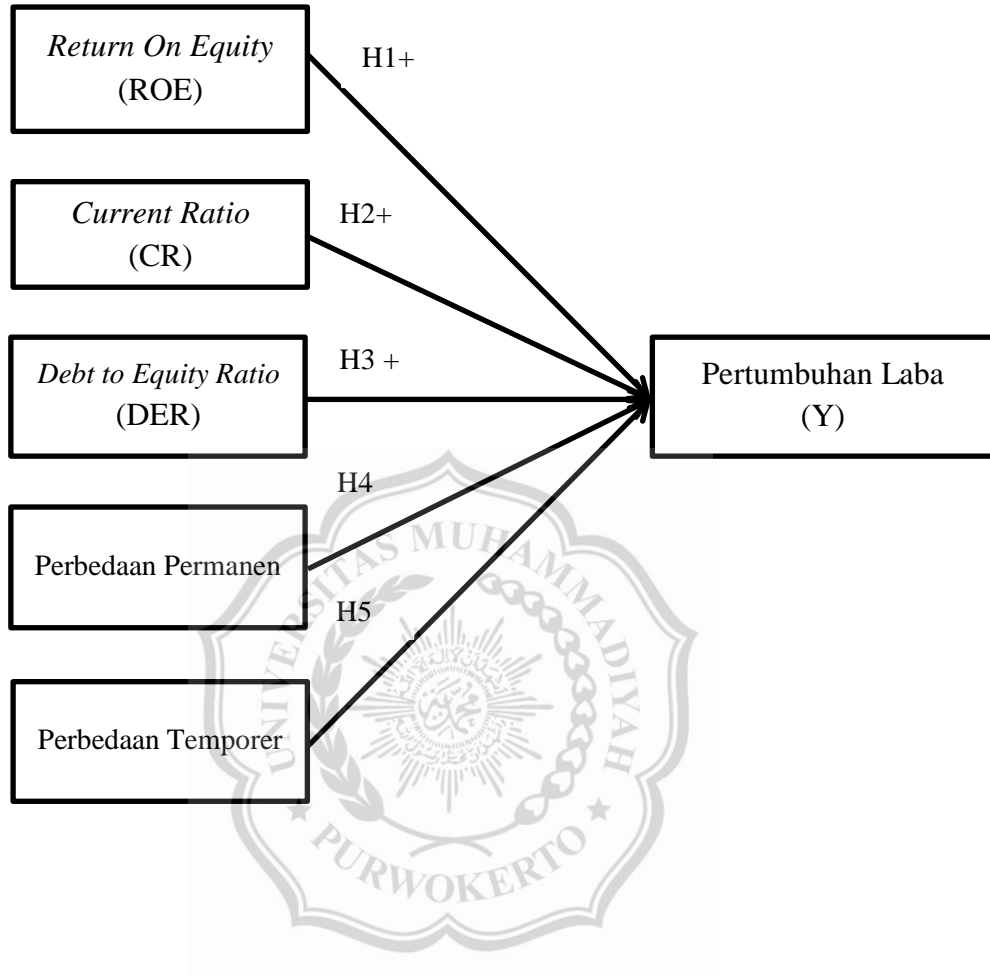 Return On Equity
(ROE)
H1+
Current Ratio
(CR)
H2+
Debt to Equity Ratio
(DER)
H3 +
Pertumbuhan Laba
(Y)
H4
Perbedaan Permanen
H5
Perbedaan Temporer
UNIVERSITAS MUHAMMADIYAH
PURWOKERTO